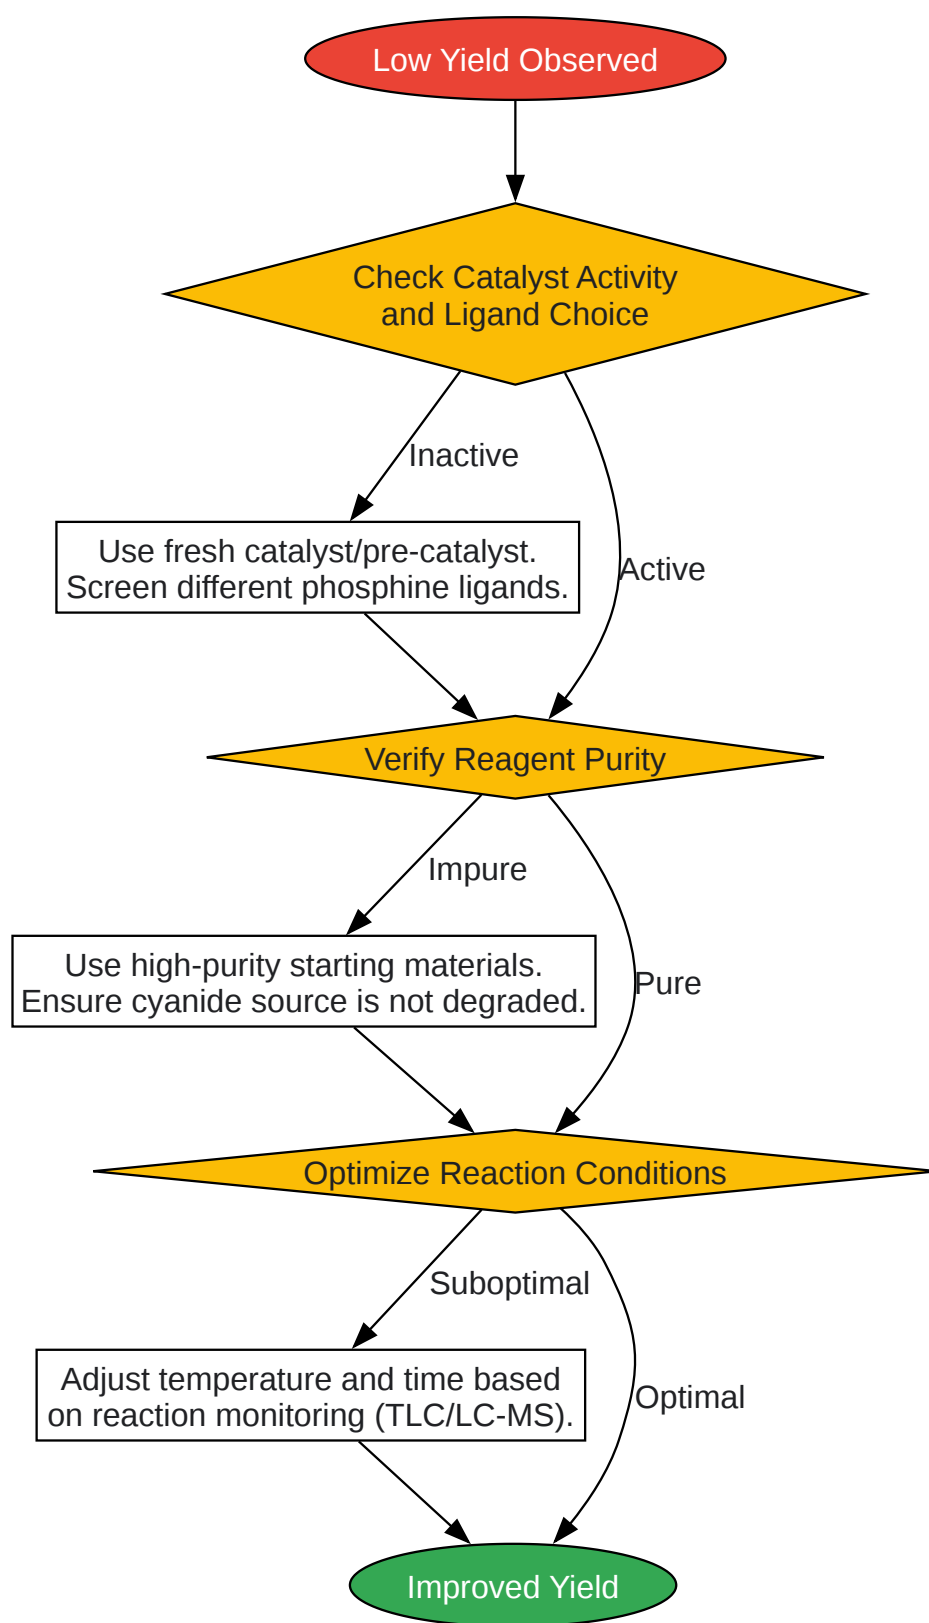 Low Yield Observed
Check Catalyst Activity
and Ligand Choice
Inactive
Use fresh catalyst/pre-catalyst.
Screen different phosphine ligands.
Active
Verify Reagent Purity
Impure
Use high-purity starting materials.
Ensure cyanide source is not degraded.
Pure
Optimize Reaction Conditions
Suboptimal
Adjust temperature and time based
on reaction monitoring (TLC/LC-MS).
Optimal
Improved Yield